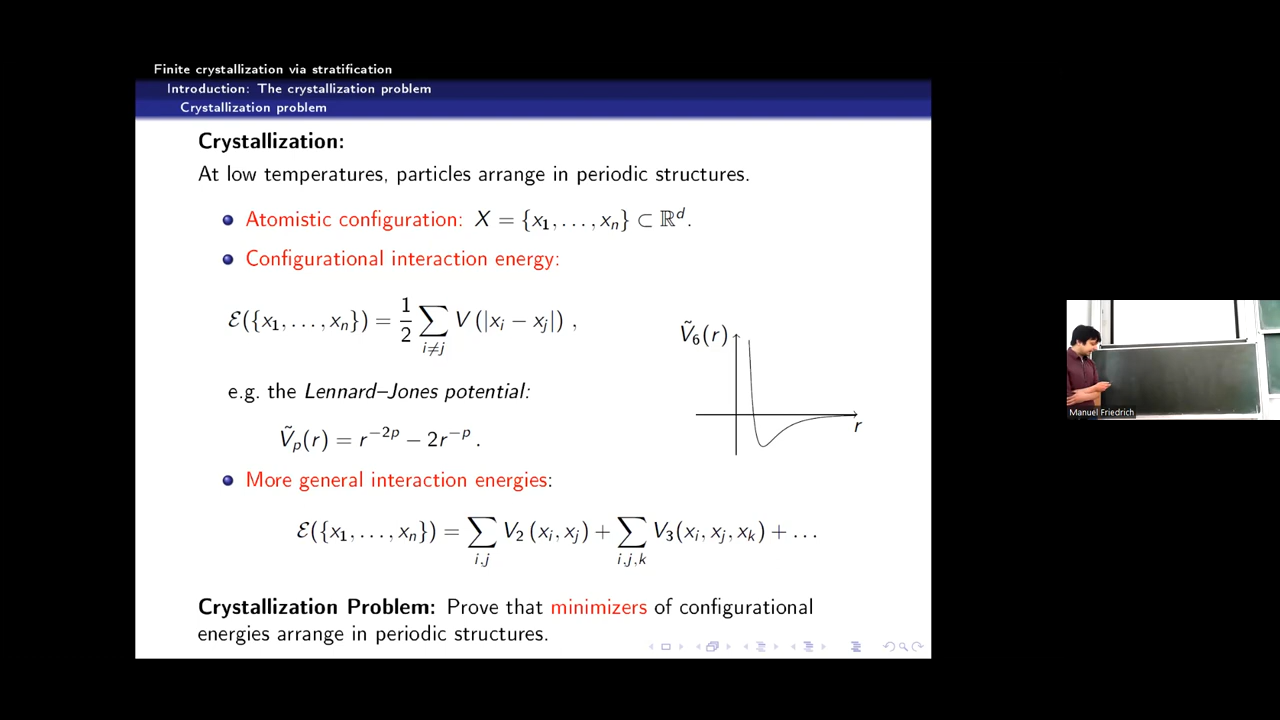 Finite crystallization via stratification
Introduction: The crystallization problem
Crystallization problem
Crystallization:
At low temperatures, particles arrange in periodic structures.
Atomistic configuration: X = {x₁, . . . , xₙ} ⊂ ℝᵈ.
Configurational interaction energy:
ℰ({x₁, . . . , xₙ}) = 1/2 ∑_{i≠j} V (|xᵢ − xⱼ|) ,
Ṽ₆(r)
r
e.g. the Lennard–Jones potential:
Ṽₚ(r) = r^{−2p} − 2r^{−p} .
More general interaction energies:
ℰ({x₁, . . . , xₙ}) = ∑_{i,j} V₂ (xᵢ, xⱼ) + ∑_{i,j,k} V₃(xᵢ, xⱼ, xₖ) + . . .
Crystallization Problem: Prove that minimizers of configurational
energies arrange in periodic structures.
Manuel Friedrich